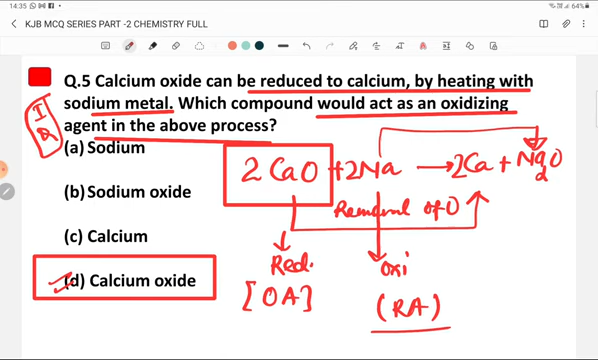 14:35
64%
KJB MCQ SERIES PART -2 CHEMISTRY FULL
Q.5 Calcium oxide can be reduced to calcium, by heating with
sodium metal. Which compound would act as an oxidizing
agent in the above process?
(a) Sodium
(b) Sodium oxide
(c) Calcium
(d) Calcium oxide
2CaO + 2Na → 2Ca + Na2O
Removal of O
Red. Oxi
[OA] (RA)